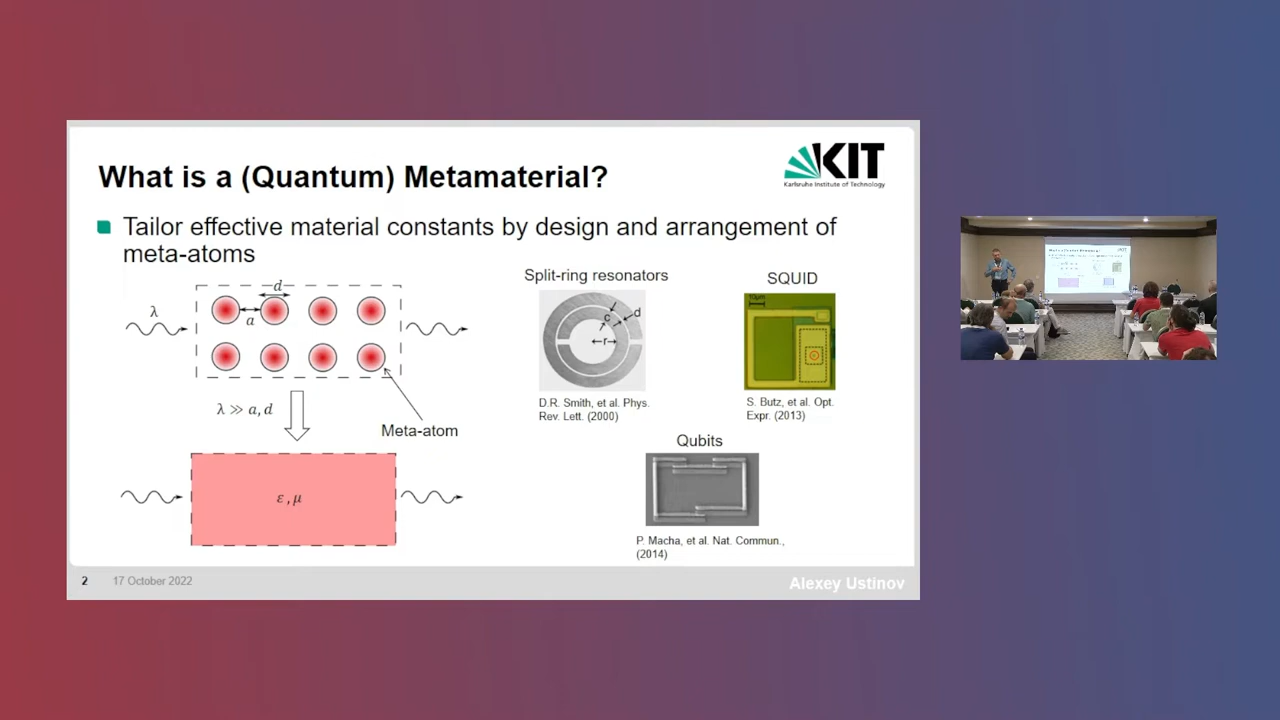 What is a (Quantum) Metamaterial?
KIT
Karlsruhe Institute of Technology
Tailor effective material constants by design and arrangement of
meta-atoms
λ
d
a
λ ≫ a, d
Meta-atom
ε , μ
Split-ring resonators
c
d
r
D.R. Smith, et al. Phys.
Rev. Lett. (2000)
SQUID
10µm
S. Butz, et al. Opt.
Expr. (2013)
Qubits
P. Macha, et al. Nat. Commun.,
(2014)
2
17 October 2022
Alexey Ustinov